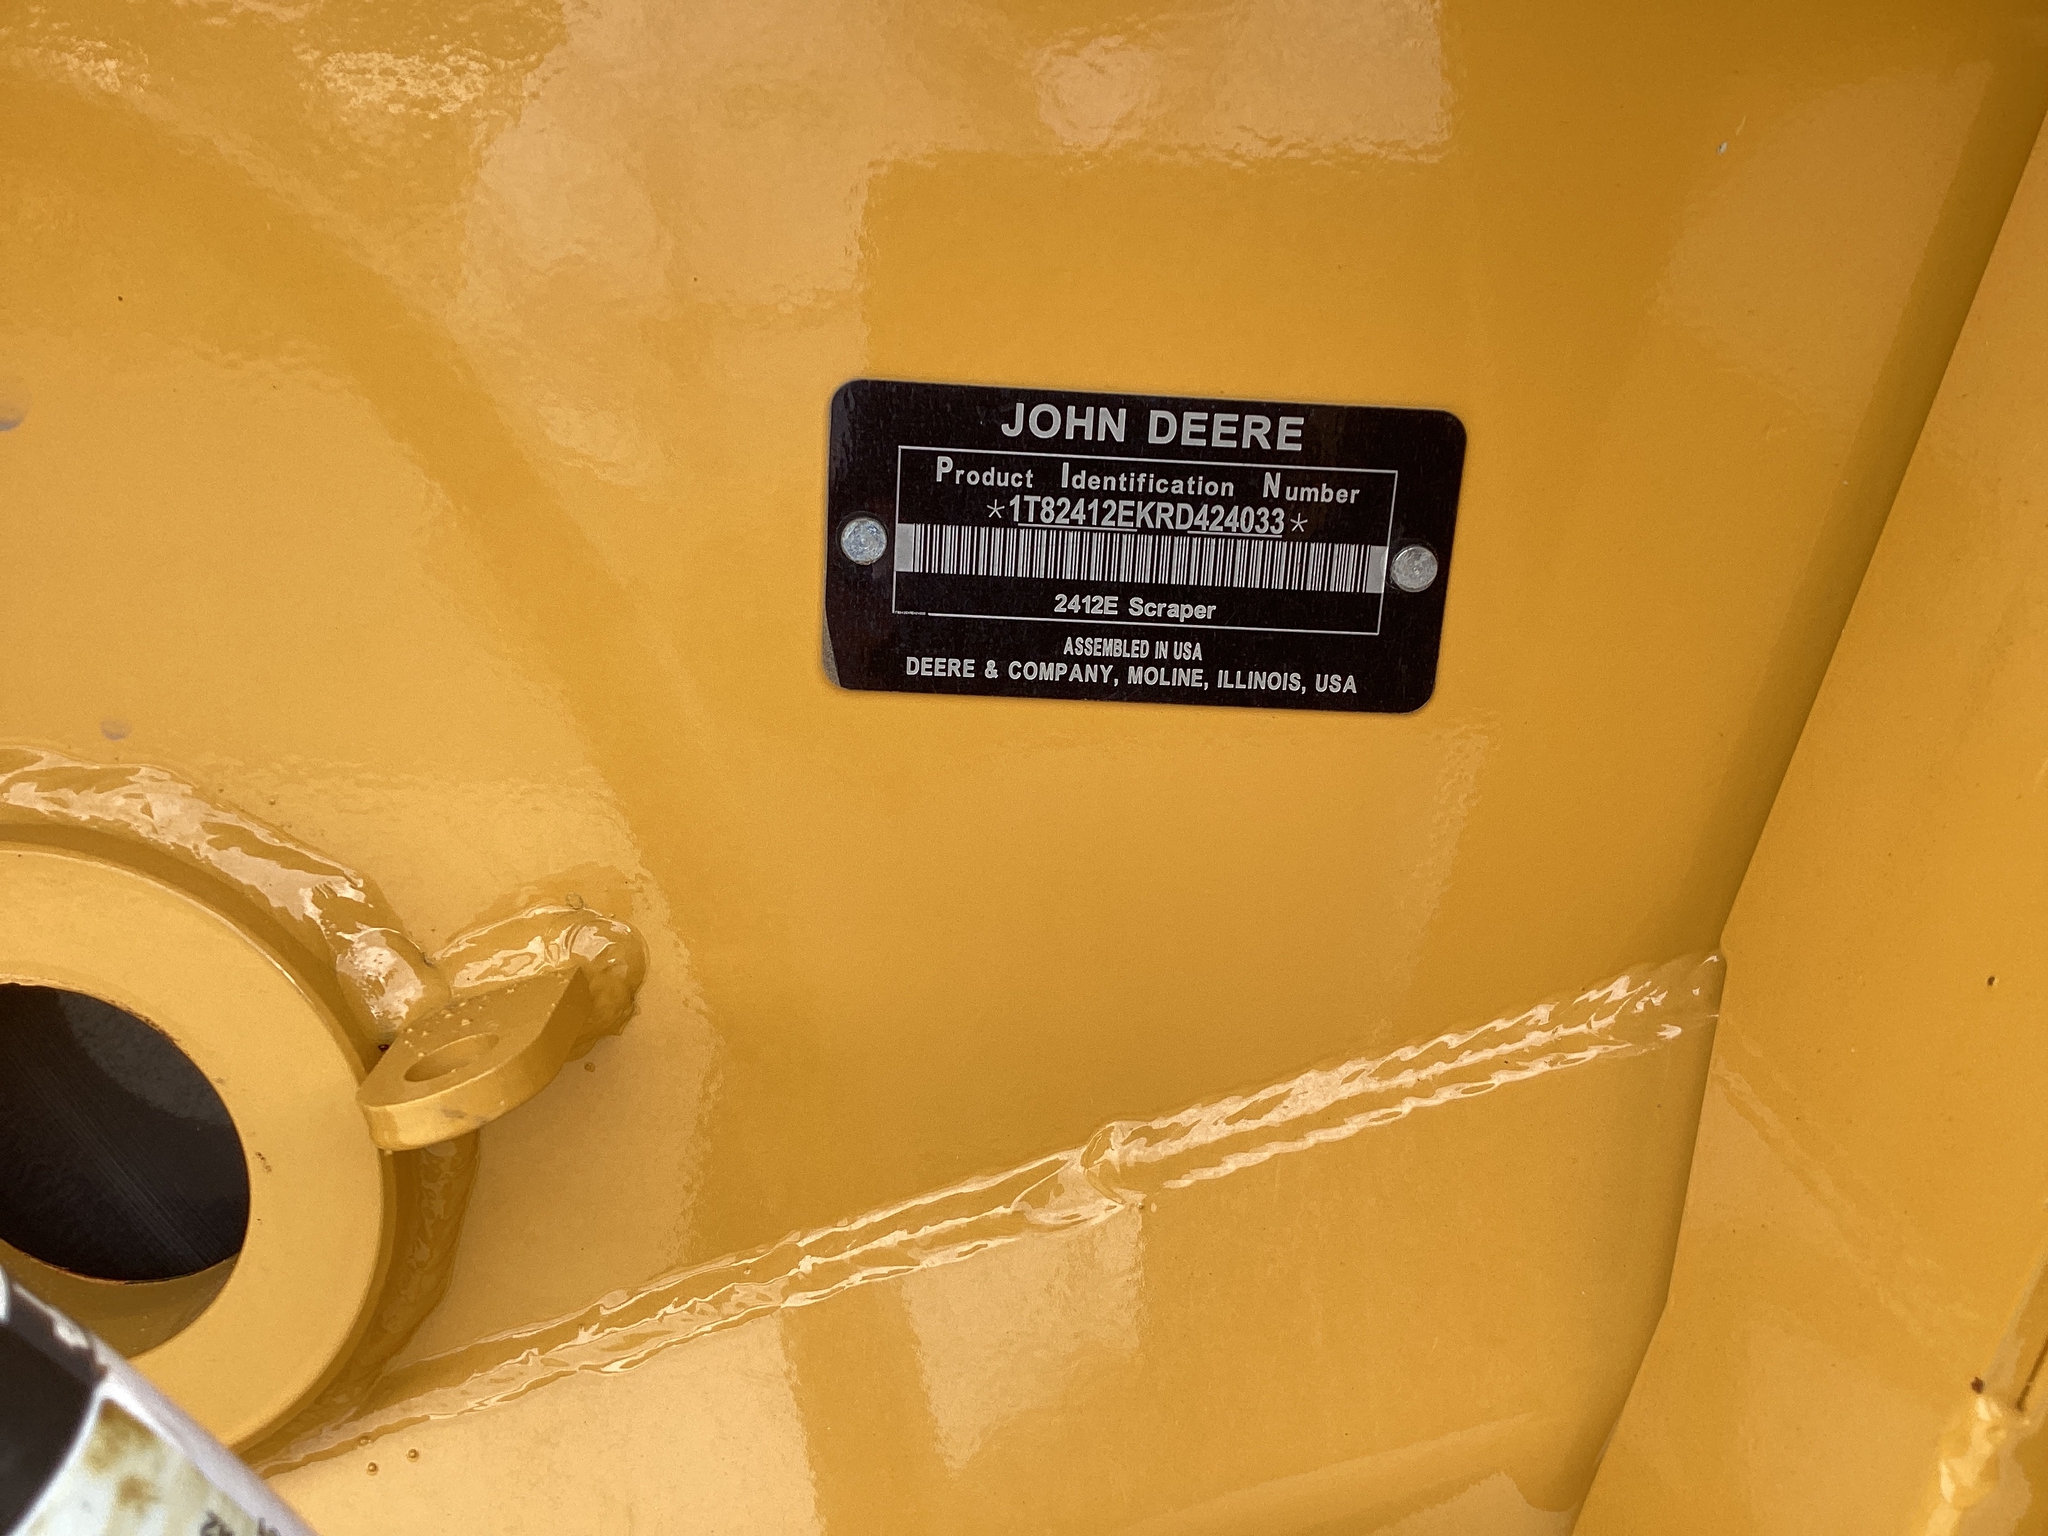 JOHN DEERE
Product Identification Number
*1T82412EKRD424033*
2412E Scraper
ASSEMBLED IN USA
DEERE & COMPANY, MOLINE, ILLINOIS, USA